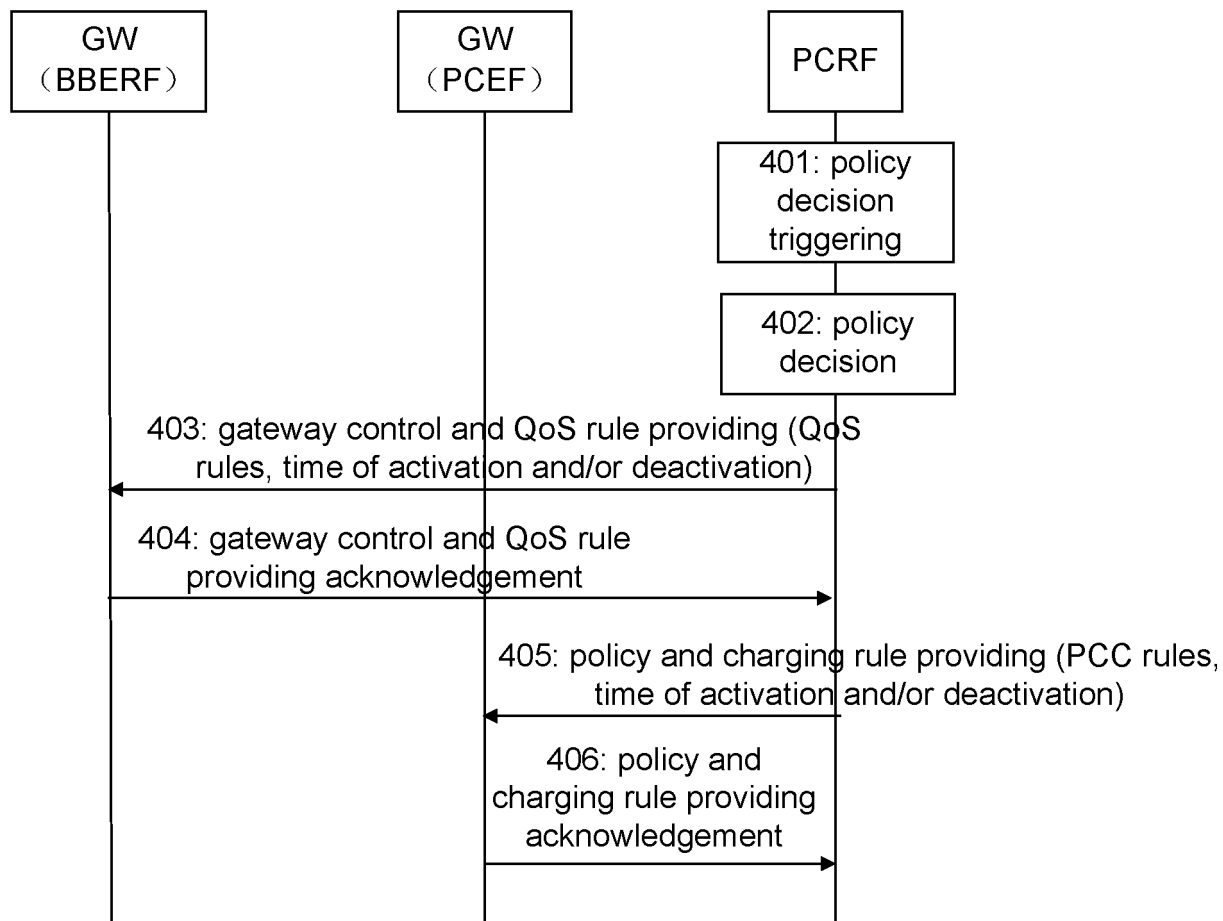 GW
（BBERF）
GW
（PCEF）
PCRF
401: policy
decision
triggering
402: policy
decision
403: gateway control and QoS rule providing (QoS
rules, time of activation and/or deactivation)
404: gateway control and QoS rule
providing acknowledgement
405: policy and charging rule providing (PCC rules,
time of activation and/or deactivation)
406: policy and
charging rule providing
acknowledgement